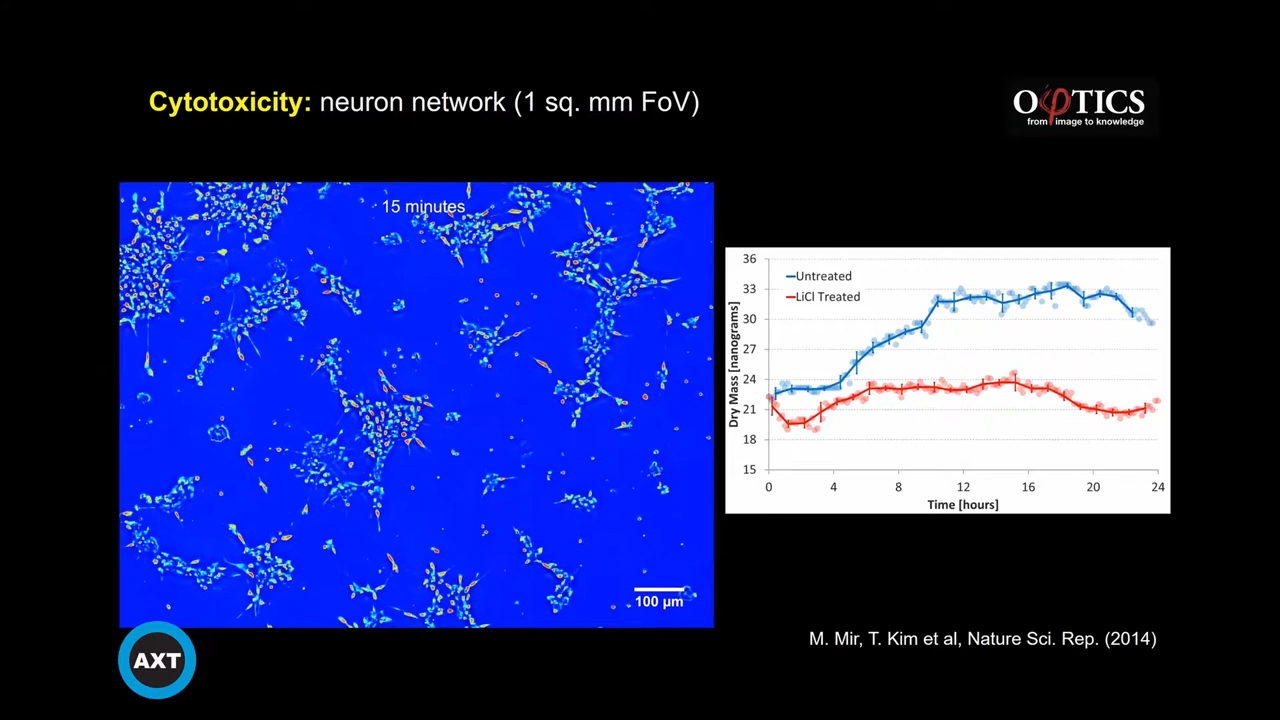 Cytotoxicity: neuron network (1 sq. mm FoV)
OφTICS
from image to knowledge
15 minutes
100 µm
36
33
30
27
24
21
18
15
Dry Mass [nanograms]
Untreated
LiCl Treated
0 4 8 12 16 20 24
Time [hours]
M. Mir, T. Kim et al, Nature Sci. Rep. (2014)
AXT